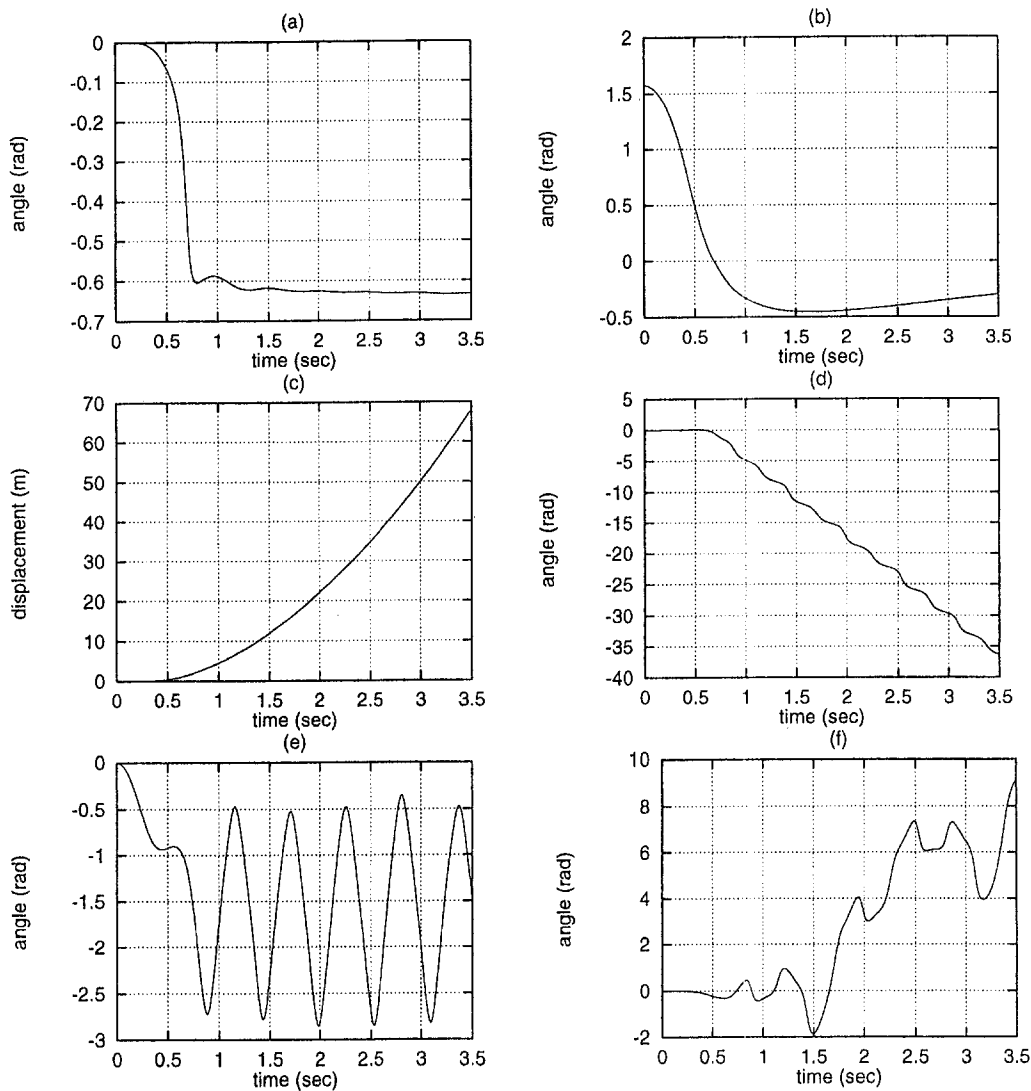 (a)
angle (rad)
0
-0.1
-0.2
-0.3
-0.4
-0.5
-0.6
-0.7
0 0.5 1 1.5 2 2.5 3 3.5
time (sec)
(b)
angle (rad)
2
1.5
1
0.5
0
-0.5
0 0.5 1 1.5 2 2.5 3 3.5
time (sec)
(c)
displacement (m)
70
60
50
40
30
20
10
0
0 0.5 1 1.5 2 2.5 3 3.5
time (sec)
(d)
angle (rad)
5
0
-5
-10
-15
-20
-25
-30
-35
-40
0 0.5 1 1.5 2 2.5 3 3.5
time (sec)
(e)
angle (rad)
0
-0.5
-1
-1.5
-2
-2.5
-3
0 0.5 1 1.5 2 2.5 3 3.5
time (sec)
(f)
angle (rad)
10
8
6
4
2
0
-2
0 0.5 1 1.5 2 2.5 3 3.5
time (sec)